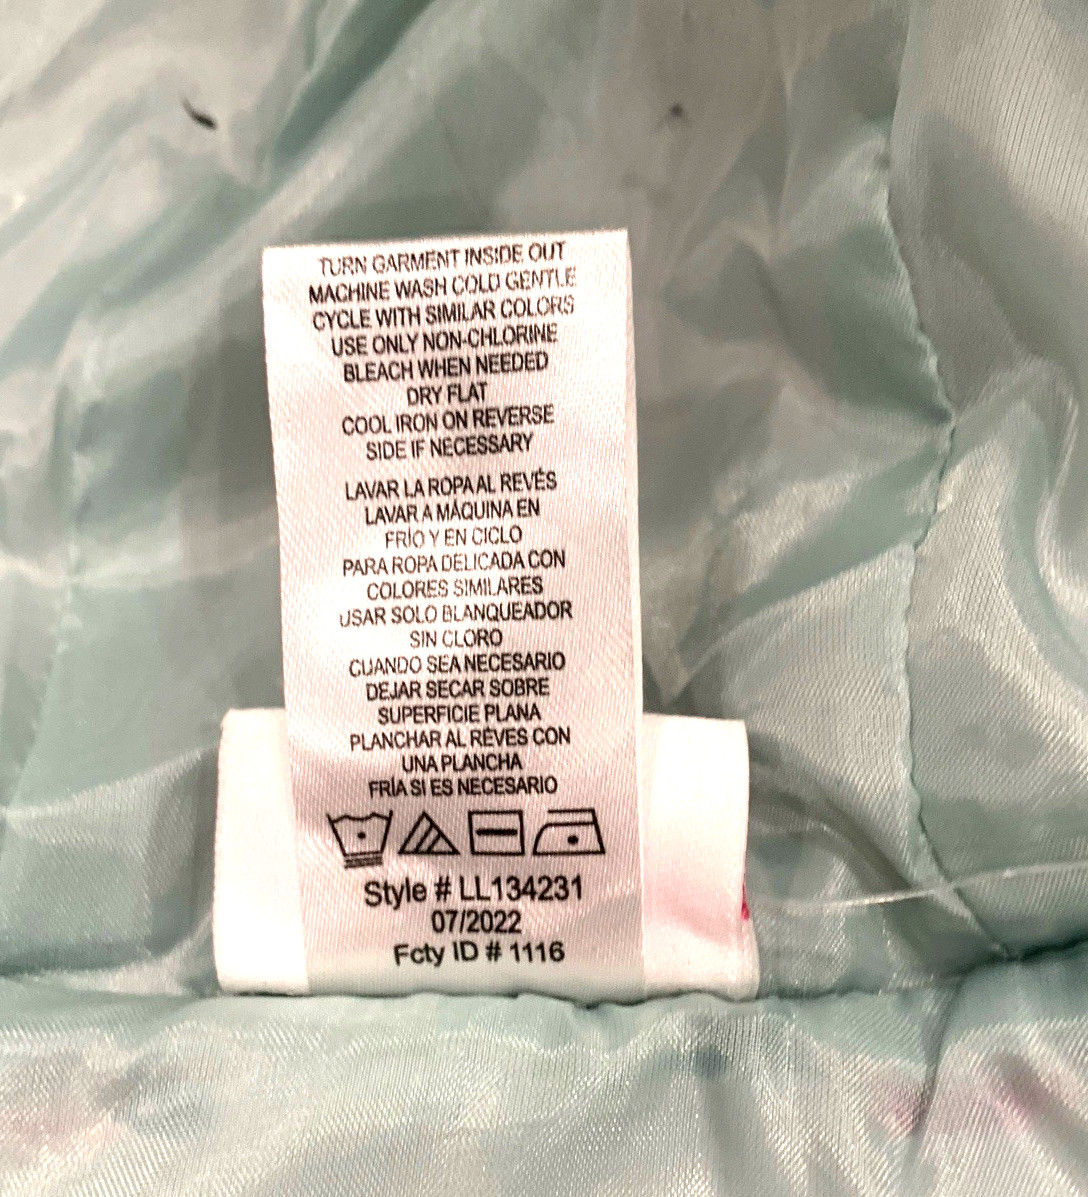 TURN GARMENT INSIDE OUT
MACHINE WASH COLD GENTLE
CYCLE WITH SIMILAR COLORS
USE ONLY NON-CHLORINE
BLEACH WHEN NEEDED
DRY FLAT
COOL IRON ON REVERSE
SIDE IF NECESSARY
LAVAR LA ROPA AL REVÉS
LAVAR A MÁQUINA EN
FRÍO Y EN CICLO
PARA ROPA DELICADA CON
COLORES SIMILARES
USAR SOLO BLANQUEADOR
SIN CLORO
CUANDO SEA NECESARIO
DEJAR SECAR SOBRE
SUPERFICIE PLANA
PLANCHAR AL RÉVES CON
UNA PLANCHA
FRÍA SI ES NECESARIO
Style # LL134231
07/2022
Fcty ID # 1116